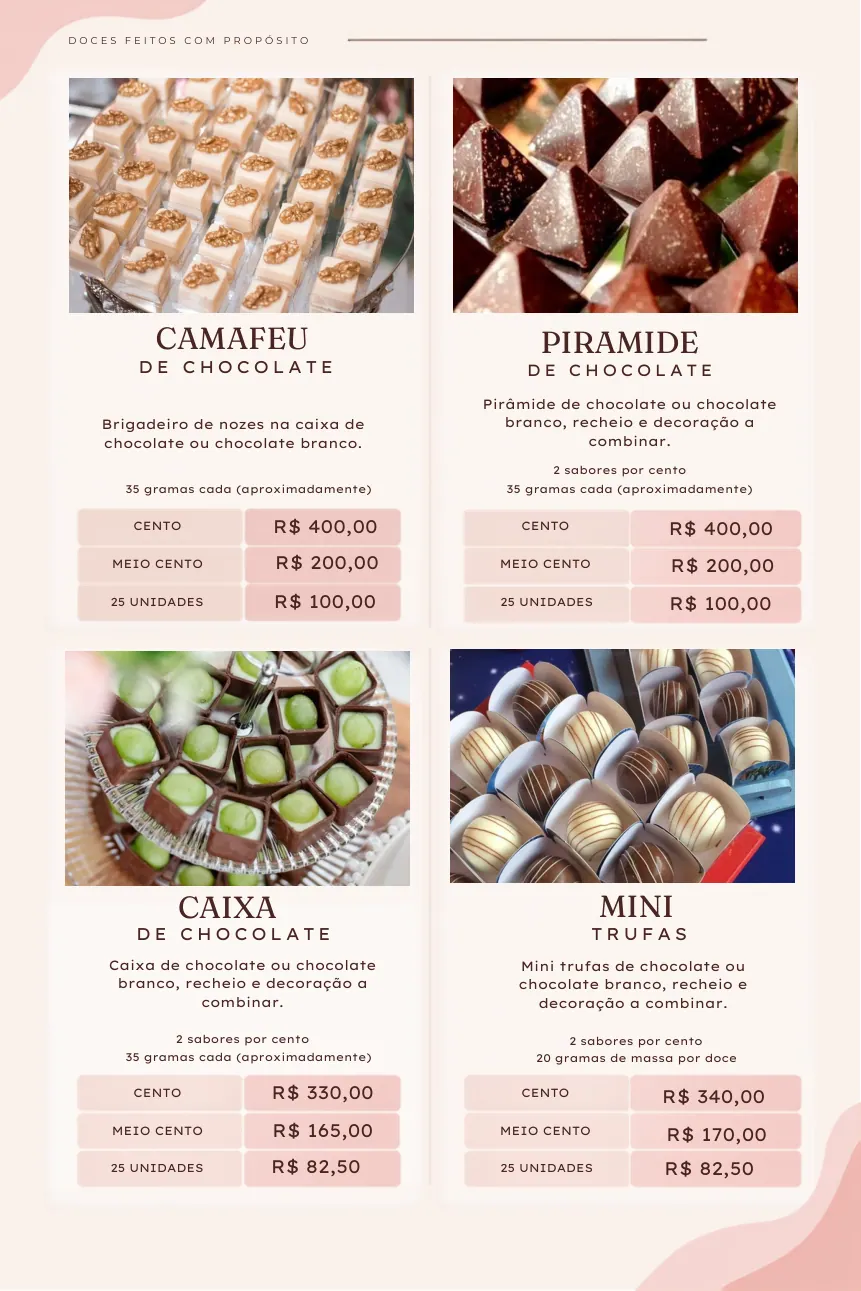 DOCES FEITOS COM PROPÓSITO
CAMAFEU
DE CHOCOLATE
Brigadeiro de nozes na caixa de
chocolate ou chocolate branco.
35 gramas cada (aproximadamente)
CENTO R$ 400,00
MEIO CENTO R$ 200,00
25 UNIDADES R$ 100,00
PIRAMIDE
DE CHOCOLATE
Pirâmide de chocolate ou chocolate
branco, recheio e decoração a
combinar.
2 sabores por cento
35 gramas cada (aproximadamente)
CENTO R$ 400,00
MEIO CENTO R$ 200,00
25 UNIDADES R$ 100,00
CAIXA
DE CHOCOLATE
Caixa de chocolate ou chocolate
branco, recheio e decoração a
combinar.
2 sabores por cento
35 gramas cada (aproximadamente)
CENTO R$ 330,00
MEIO CENTO R$ 165,00
25 UNIDADES R$ 82,50
MINI
TRUFAS
Mini trufas de chocolate ou
chocolate branco, recheio e
decoração a combinar.
2 sabores por cento
20 gramas de massa por doce
CENTO R$ 340,00
MEIO CENTO R$ 170,00
25 UNIDADES R$ 82,50